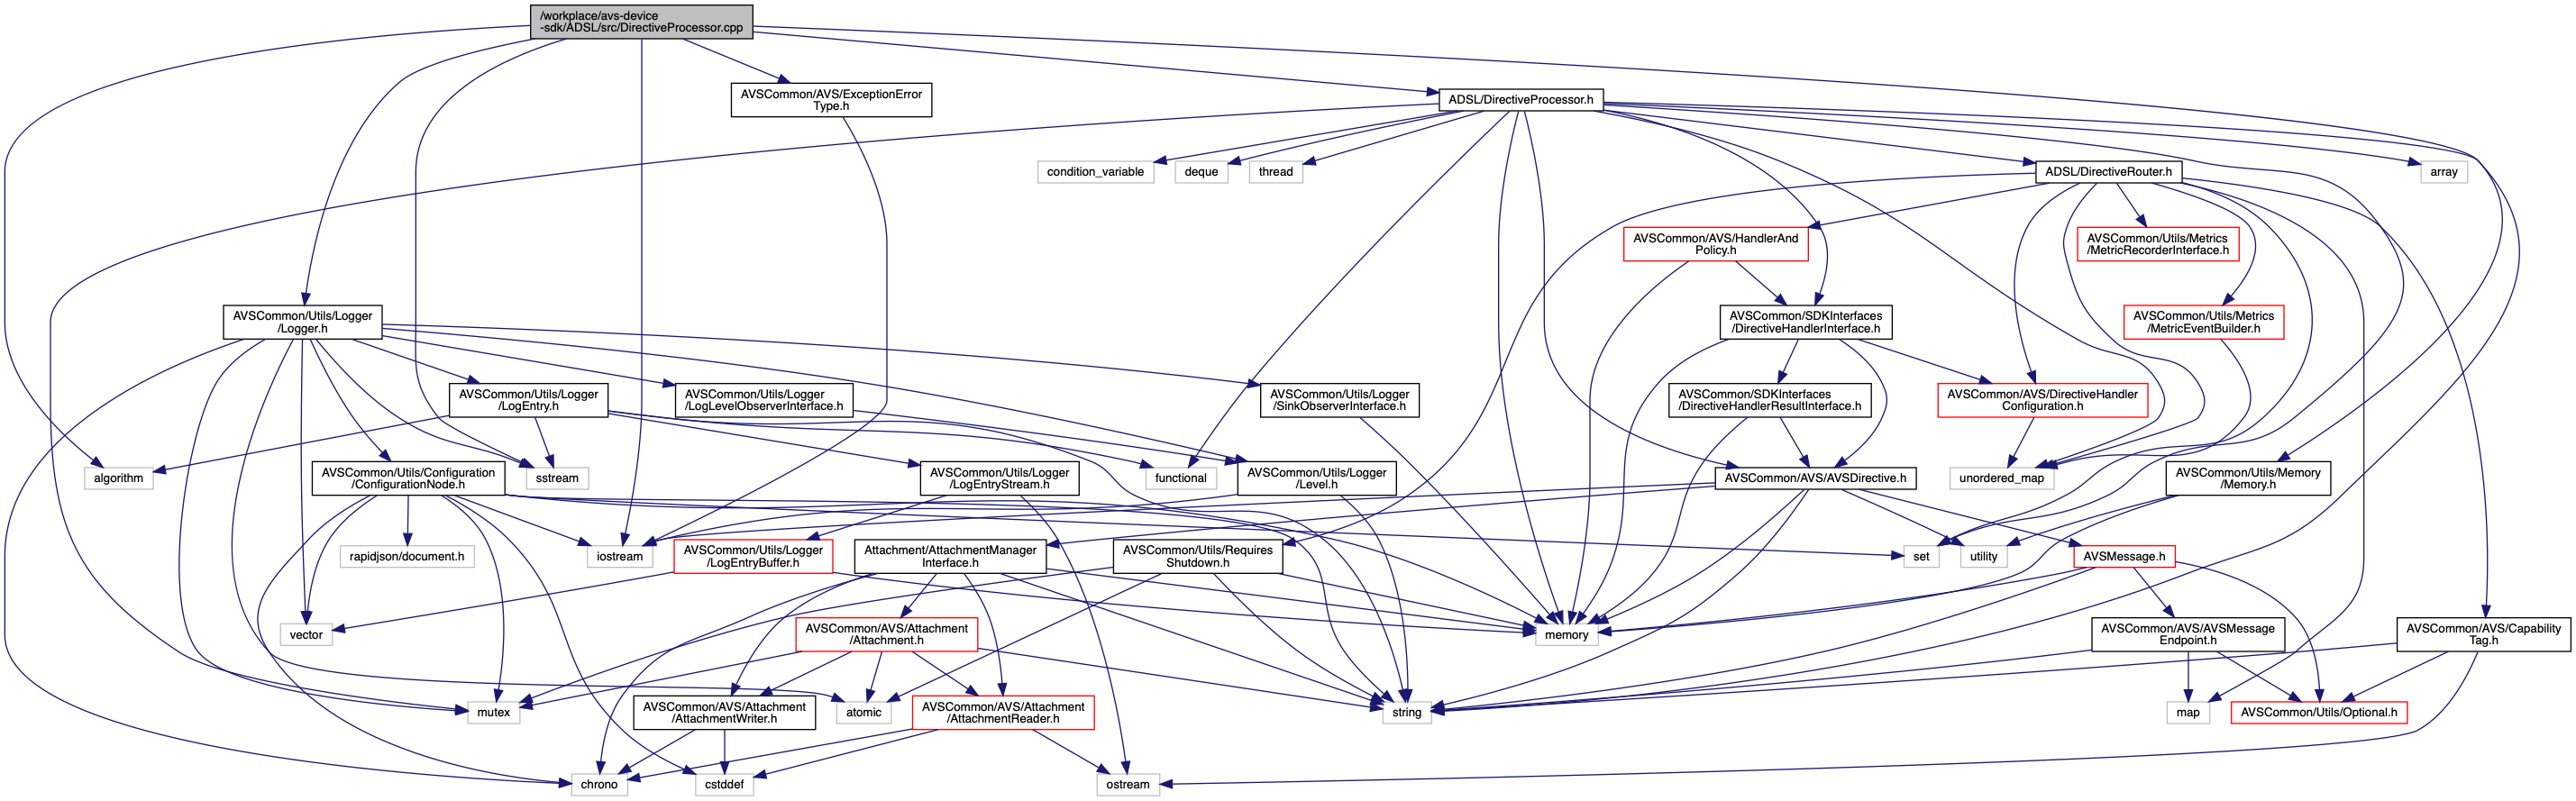 /workplace/avs-device
-sdk/ADSL/src/DirectiveProcessor.cpp
AVSCommon/AVS/ExceptionError
Type.h
ADSL/DirectiveProcessor.h
condition_variable
deque
thread
ADSL/DirectiveRouter.h
array
AVSCommon/AVS/HandlerAnd
Policy.h
AVSCommon/Utils/Metrics
/MetricRecorderInterface.h
AVSCommon/Utils/Logger
/Logger.h
AVSCommon/SDKInterfaces
/DirectiveHandlerInterface.h
AVSCommon/Utils/Metrics
/MetricEventBuilder.h
AVSCommon/Utils/Logger
/LogEntry.h
AVSCommon/Utils/Logger
/LogLevelObserverInterface.h
AVSCommon/Utils/Logger
/SinkObserverInterface.h
AVSCommon/SDKInterfaces
/DirectiveHandlerResultInterface.h
AVSCommon/AVS/DirectiveHandler
Configuration.h
algorithm
AVSCommon/Utils/Configuration
/ConfigurationNode.h
sstream
AVSCommon/Utils/Logger
/LogEntryStream.h
functional
AVSCommon/Utils/Logger
/Level.h
AVSCommon/AVS/AVSDirective.h
unordered_map
AVSCommon/Utils/Memory
/Memory.h
rapidjson/document.h
iostream
AVSCommon/Utils/Logger
/LogEntryBuffer.h
Attachment/AttachmentManager
Interface.h
AVSCommon/Utils/Requires
Shutdown.h
set
utility
AVSMessage.h
vector
AVSCommon/AVS/Attachment
/Attachment.h
memory
AVSCommon/AVS/AVSMessage
Endpoint.h
AVSCommon/AVS/Capability
Tag.h
mutex
AVSCommon/AVS/Attachment
/AttachmentWriter.h
atomic
AVSCommon/AVS/Attachment
/AttachmentReader.h
string
map
AVSCommon/Utils/Optional.h
chrono
cstddef
ostream